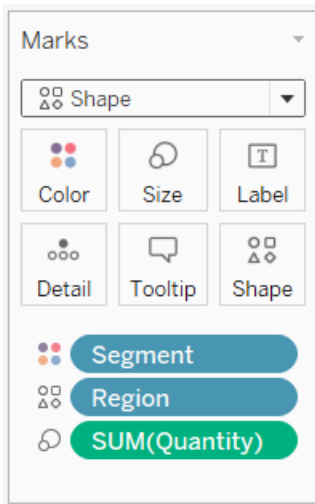 Marks
Shape
Color Size Label
Detail Tooltip Shape
Segment
Region
SUM(Quantity)